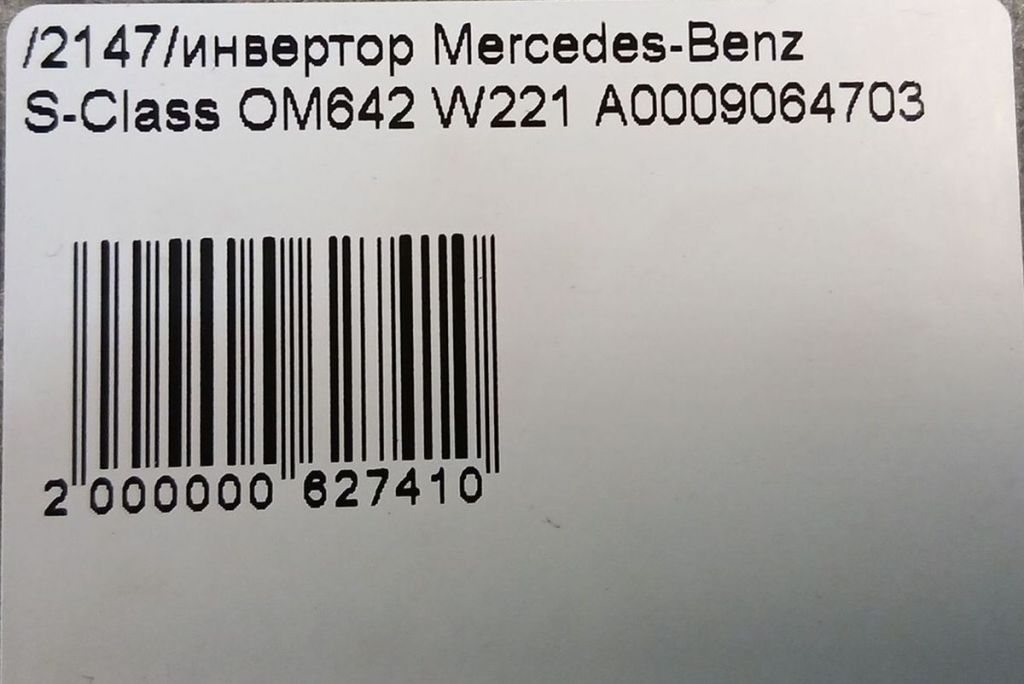 /2147/инвертор Mercedes-Benz
S-Class OM642 W221 A0009064703
2 000000 627410